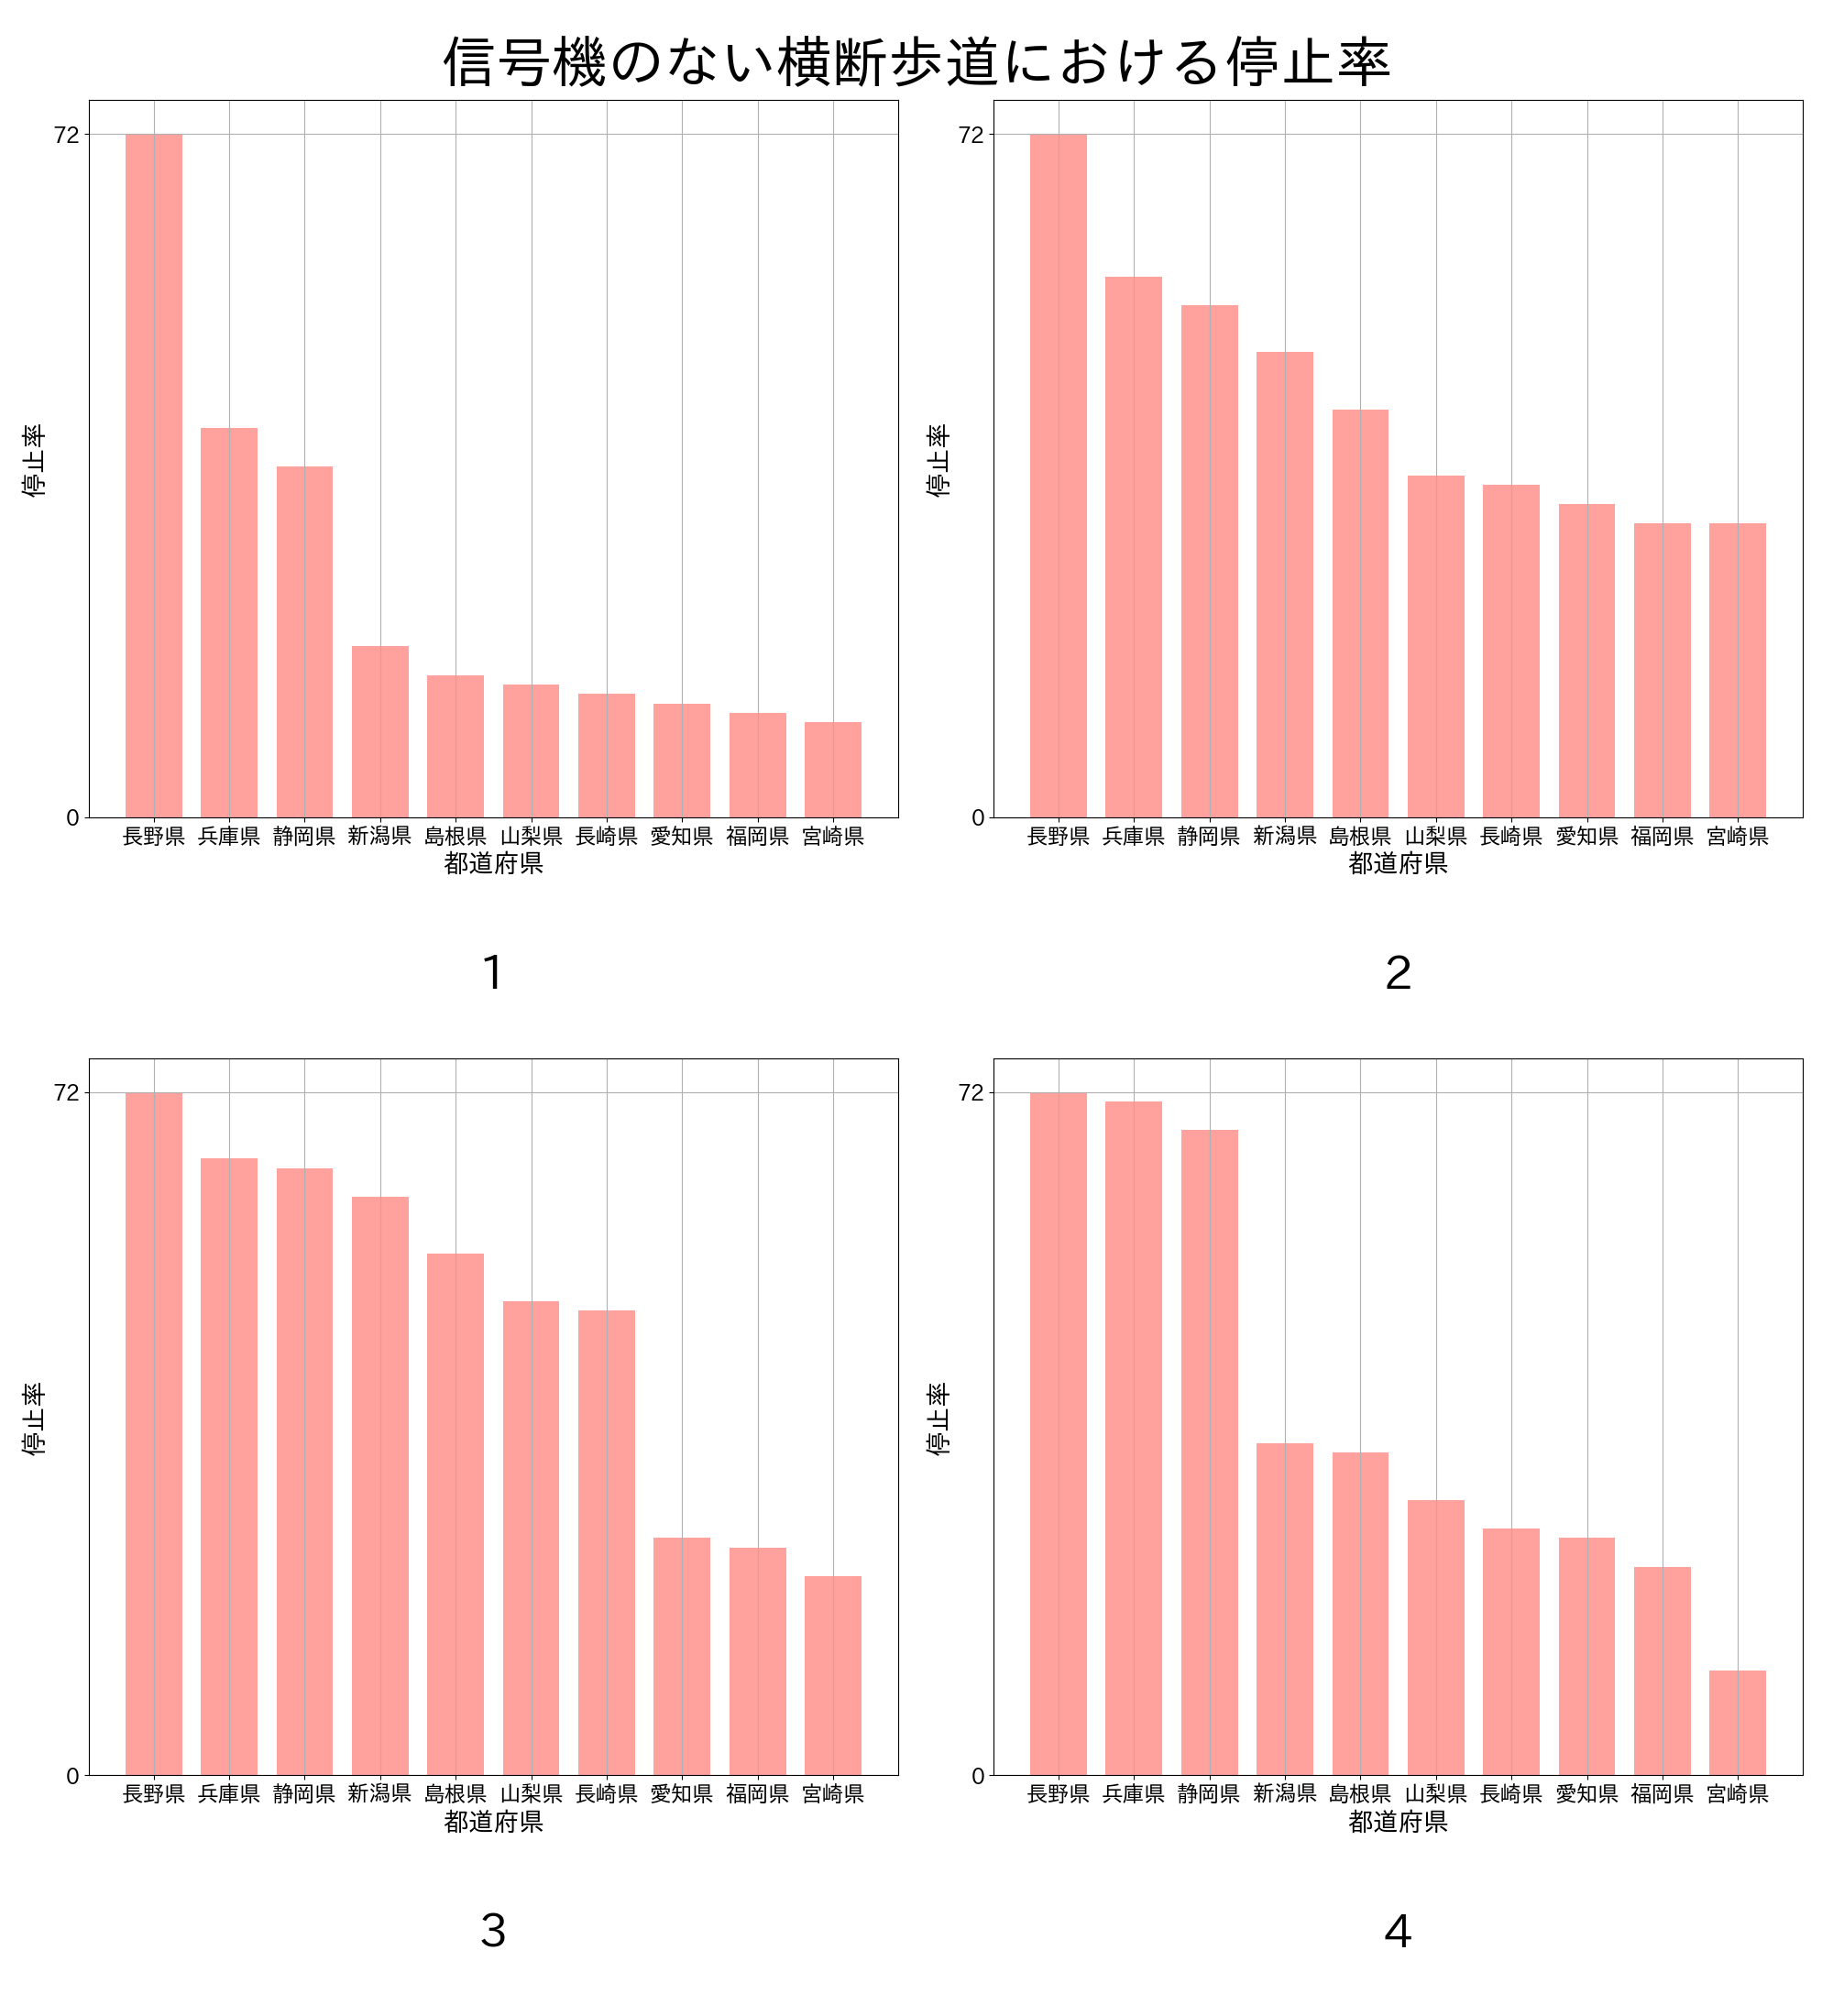 信号機のない横断歩道における停止率
72
0
停止率
長野県 兵庫県 静岡県 新潟県 島根県 山梨県 長崎県 愛知県 福岡県 宮崎県
都道府県
1
72
0
停止率
長野県 兵庫県 静岡県 新潟県 島根県 山梨県 長崎県 愛知県 福岡県 宮崎県
都道府県
2
72
0
停止率
長野県 兵庫県 静岡県 新潟県 島根県 山梨県 長崎県 愛知県 福岡県 宮崎県
都道府県
3
72
0
停止率
長野県 兵庫県 静岡県 新潟県 島根県 山梨県 長崎県 愛知県 福岡県 宮崎県
都道府県
4